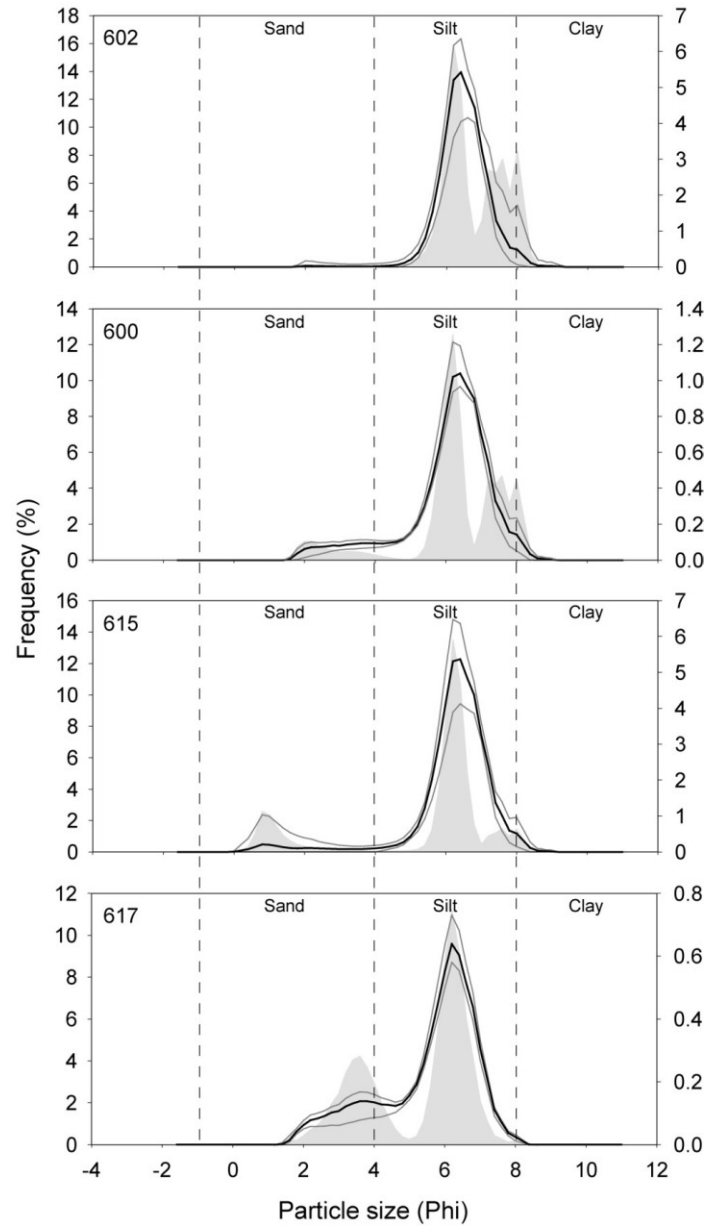 602
Sand Silt Clay
18 16 14 12 10 8 6 4 2 0
7 6 5 4 3 2 1 0
600
Sand Silt Clay
14 12 10 8 6 4 2 0
1.4 1.2 1.0 0.8 0.6 0.4 0.2 0.0
Frequency (%)
615
Sand Silt Clay
16 14 12 10 8 6 4 2 0
7 6 5 4 3 2 1 0
617
Sand Silt Clay
12 10 8 6 4 2 0
0.8 0.6 0.4 0.2 0.0
-4 -2 0 2 4 6 8 10 12
Particle size (Phi)